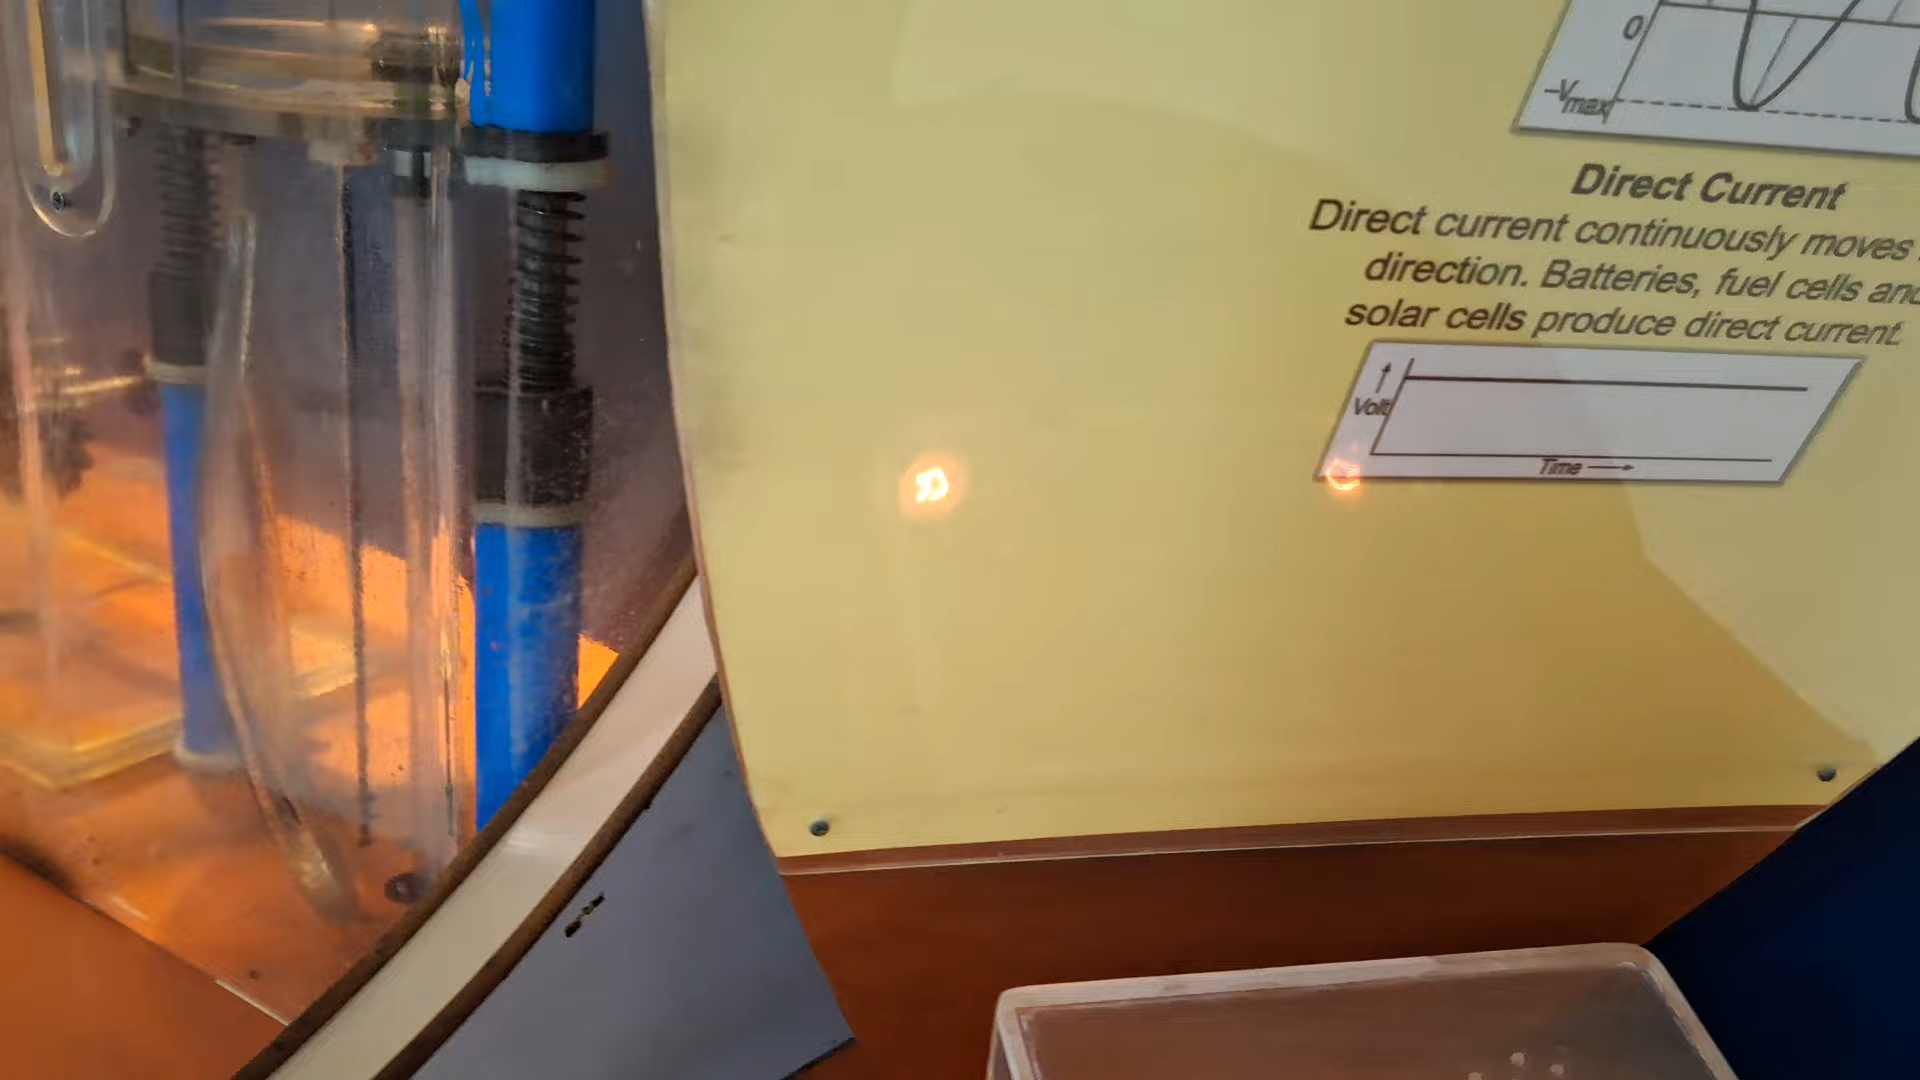 0
-Vmax
Direct Current
Direct current continuously moves
direction. Batteries, fuel cells and
solar cells produce direct current.
Volt
Time